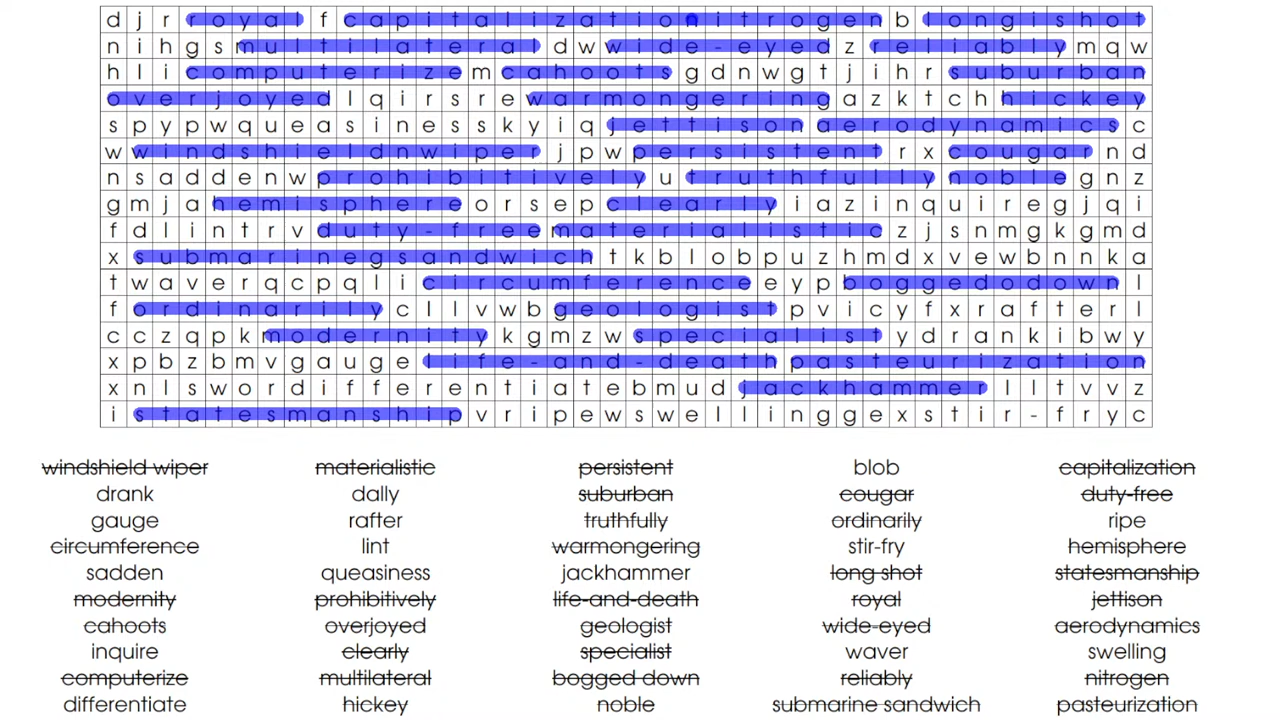 d j r r o y a l f c a p i t a l i z a t i o n i t r o g e n b l o n g i s h o t
n i h g s m u l t i l a t e r a l d w w i d e - e y e d z r e l i a b l y m q w
h l i c o m p u t e r i z e m c a h o o t s g d n w g t j i h r s u b u r b a n
o v e r j o y e d l q i r s r e w a r m o n g e r i n g a z k t c h h i c k e y
s p y p w q u e a s i n e s s k y i q j e t t i s o n a e r o d y n a m i c s c
w w i n d s h i e l d n w i p e r j p w p e r s i s t e n t r x c o u g a r n d
n s a d d e n w p r o h i b i t i v e l y u t r u t h f u l l y n o b l e g n z
g m j a h e m i s p h e r e o r s e p c l e a r l y i a z i n q u i r e g j q i
f d l i n t r v d u t y - f r e e m a t e r i a l i s t i c z j s n m g k g m d
x s u b m a r i n e g s a n d w i c h t k b l o b p u z h m d x v e w b n n k a
t w a v e r q c p q l i c i r c u m f e r e n c e e y p b o g g e d o d o w n l
f o r d i n a r i l y c l l v w b g e o l o g i s t p v i c y f x r a f t e r l
c c z q p k m o d e r n i t y k g m z w s p e c i a l i s t y d r a n k i b w y
x p b z b m v g a u g e l i f e - a n d - d e a t h p a s t e u r i z a t i o n
x n l s w o r d i f f e r e n t i a t e b m u d j a c k h a m m e r l l t v v z
i s t a t e s m a n s h i p v r i p e w s w e l l i n g g e x s t i r - f r y c
windshield wiper materialistic persistent blob capitalization
drank dally suburban cougar duty-free
gauge rafter truthfully ordinarily ripe
circumference lint warmongering stir-fry hemisphere
sadden queasiness jackhammer long shot statesmanship
modernity prohibitively life-and-death royal jettison
cahoots overjoyed geologist wide-eyed aerodynamics
inquire clearly specialist waver swelling
computerize multilateral bogged down reliably nitrogen
differentiate hickey noble submarine sandwich pasteurization